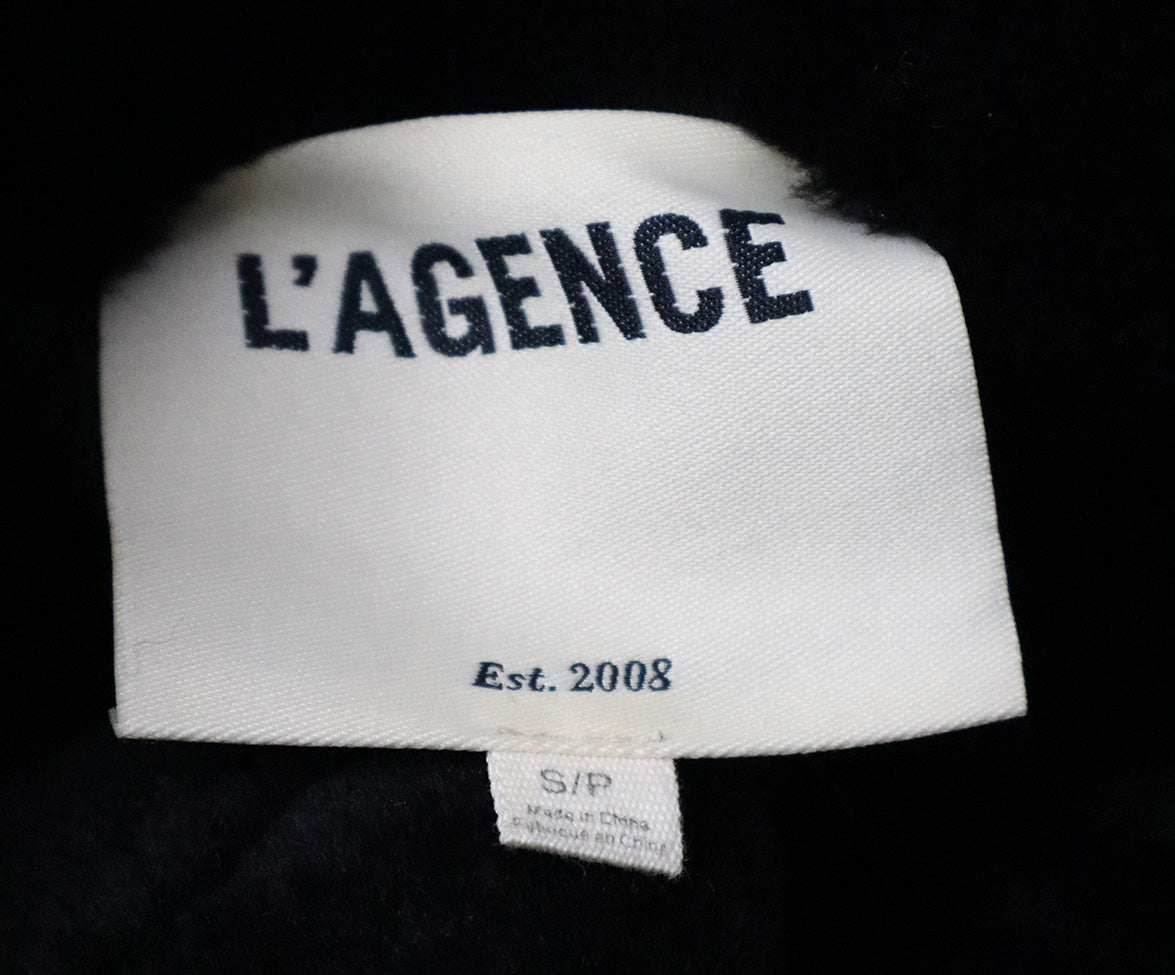 L'AGENCE
Est. 2008
S/P
Made in China
Fabriqué en Chine